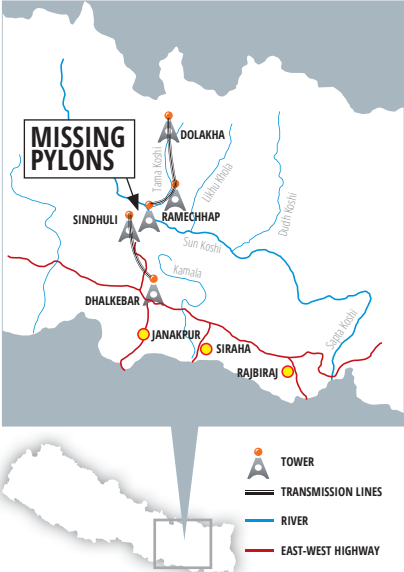 MISSING
PYLONS
DOLAKHA
Tama Koshi
Likhu Khola
Dudh Koshi
SINDHULI
RAMECHHAP
Sun Koshi
Kamala
DHALKEBAR
JANAKPUR
SIRAHA
Sapta Koshi
RAJBIRAJ
TOWER
TRANSMISSION LINES
RIVER
EAST-WEST HIGHWAY